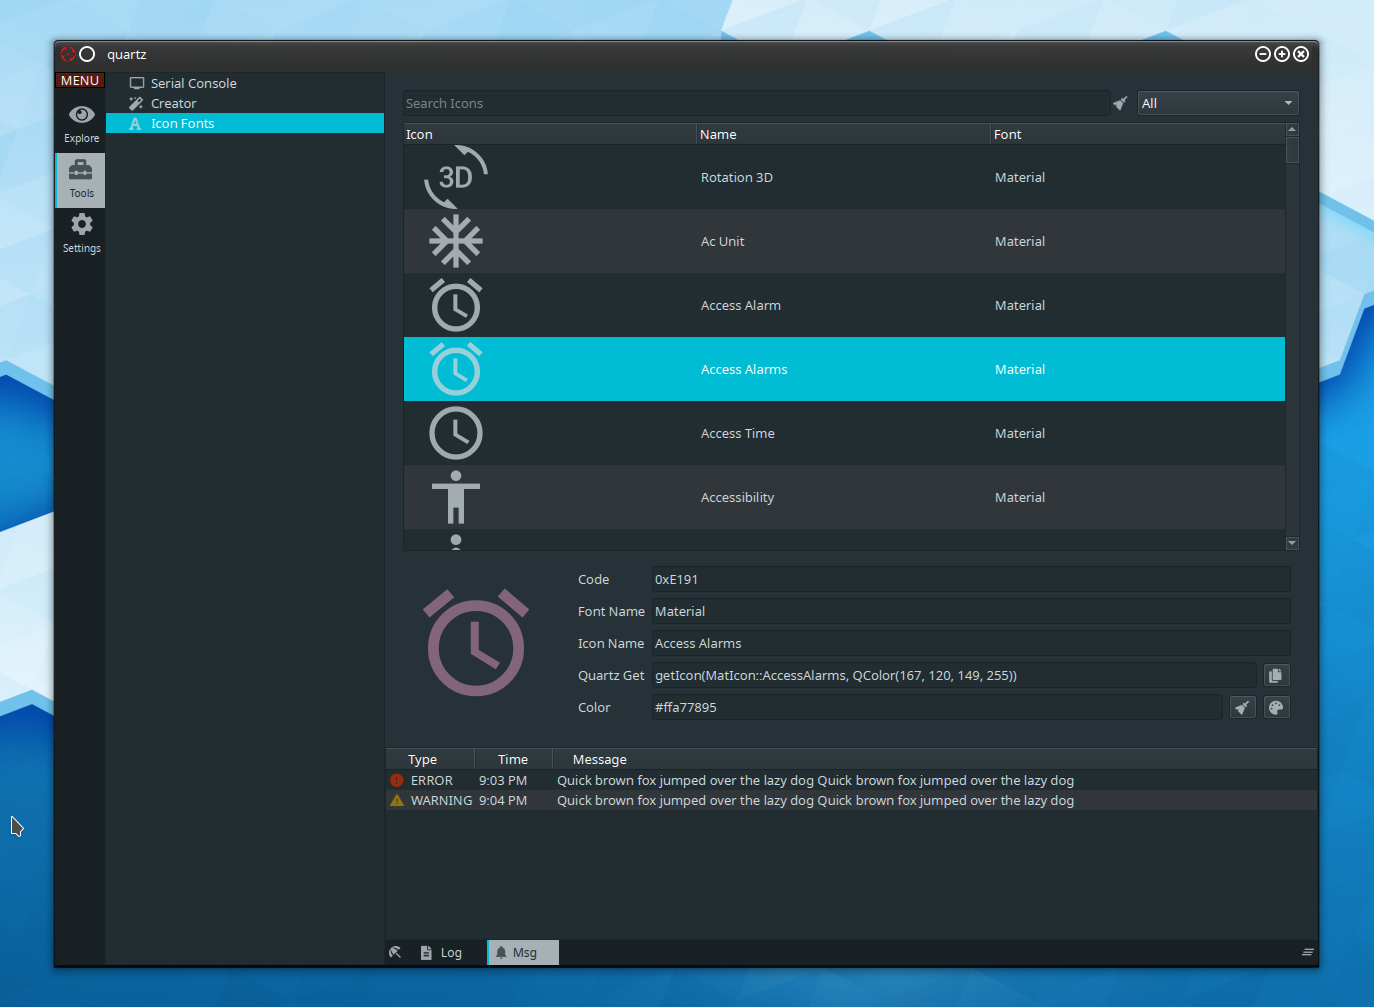 quartz
MENU
Explore
Tools
Settings
Serial Console
Creator
A Icon Fonts
Search Icons
All
Icon Name Font
3D Rotation 3D Material
Ac Unit Material
Access Alarm Material
Access Alarms Material
Access Time Material
Accessibility Material
Code 0xE191
Font Name Material
Icon Name Access Alarms
Quartz Get getIcon(MatIcon::AccessAlarms, QColor(167, 120, 149, 255))
Color #ffa77895
Type Time Message
ERROR 9:03 PM Quick brown fox jumped over the lazy dog Quick brown fox jumped over the lazy dog
WARNING 9:04 PM Quick brown fox jumped over the lazy dog Quick brown fox jumped over the lazy dog
Log Msg